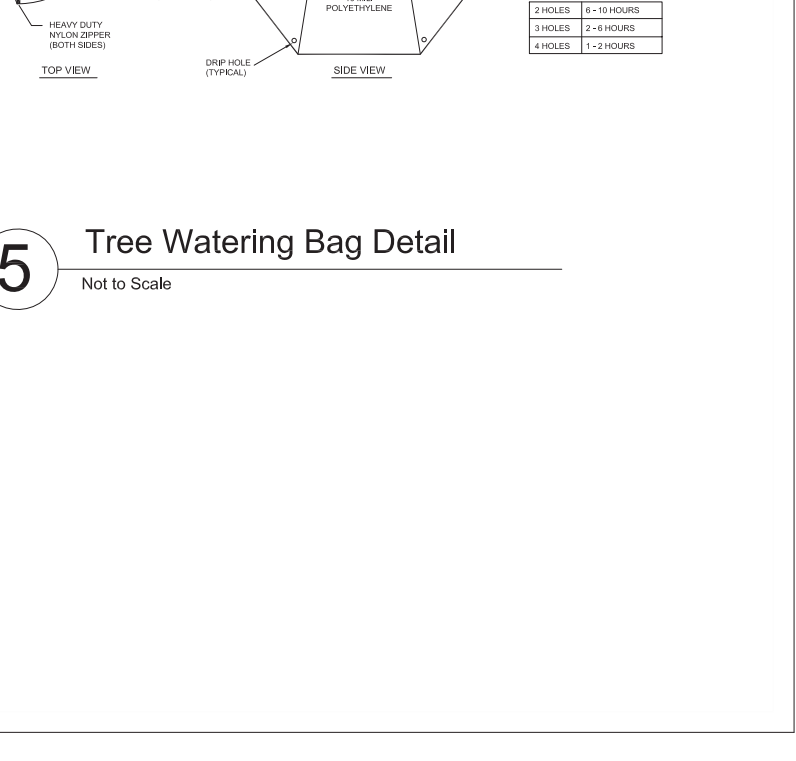 POLYETHYLENE
2 HOLES 6 - 10 HOURS
3 HOLES 2 - 6 HOURS
4 HOLES 1 - 2 HOURS
HEAVY DUTY
NYLON ZIPPER
(BOTH SIDES)
DRIP HOLE
(TYPICAL)
TOP VIEW
SIDE VIEW
5
Tree Watering Bag Detail
Not to Scale